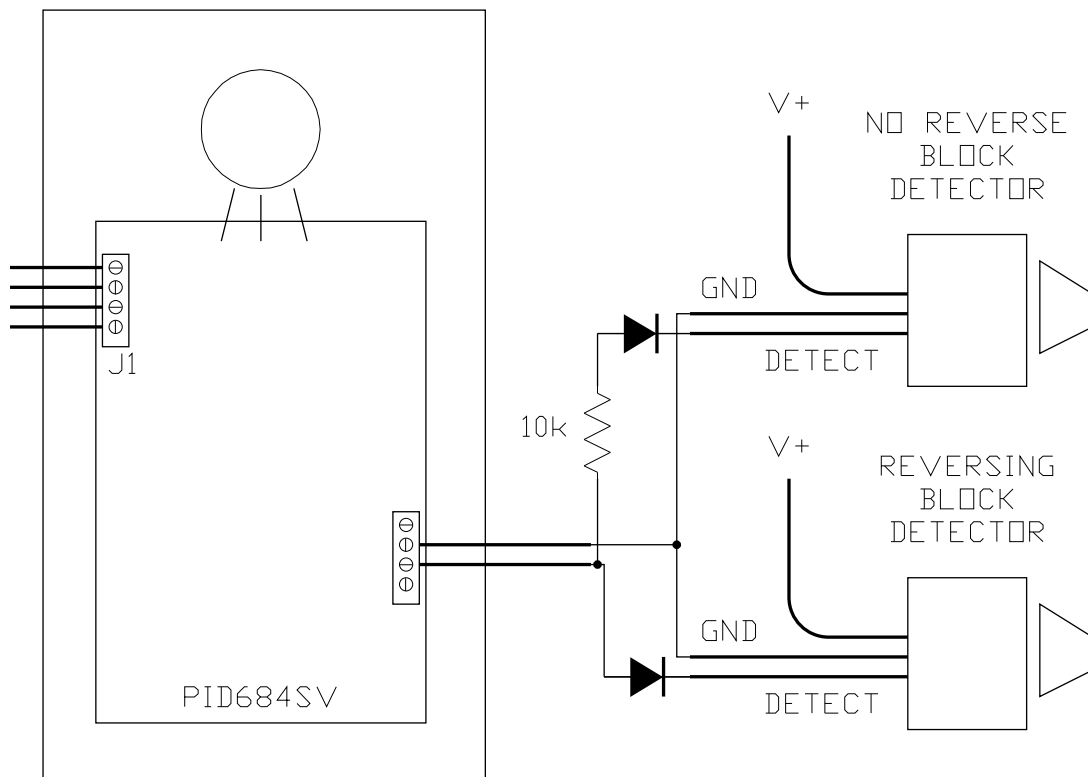 V+
NO REVERSE
BLOCK
DETECTOR
GND
J1
DETECT
10k
V+
REVERSING
BLOCK
DETECTOR
GND
PID684SV
DETECT